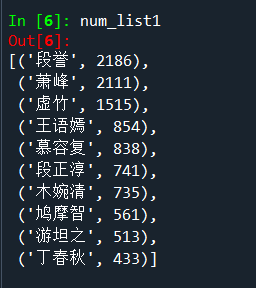 In [6]: num_list1
Out[6]:
[('段誉', 2186),
('萧峰', 2111),
('虚竹', 1515),
('王语嫣', 854),
('慕容复', 838),
('段正淳', 741),
('木婉清', 735),
('鸠摩智', 561),
('游坦之', 513),
('丁春秋', 433)]